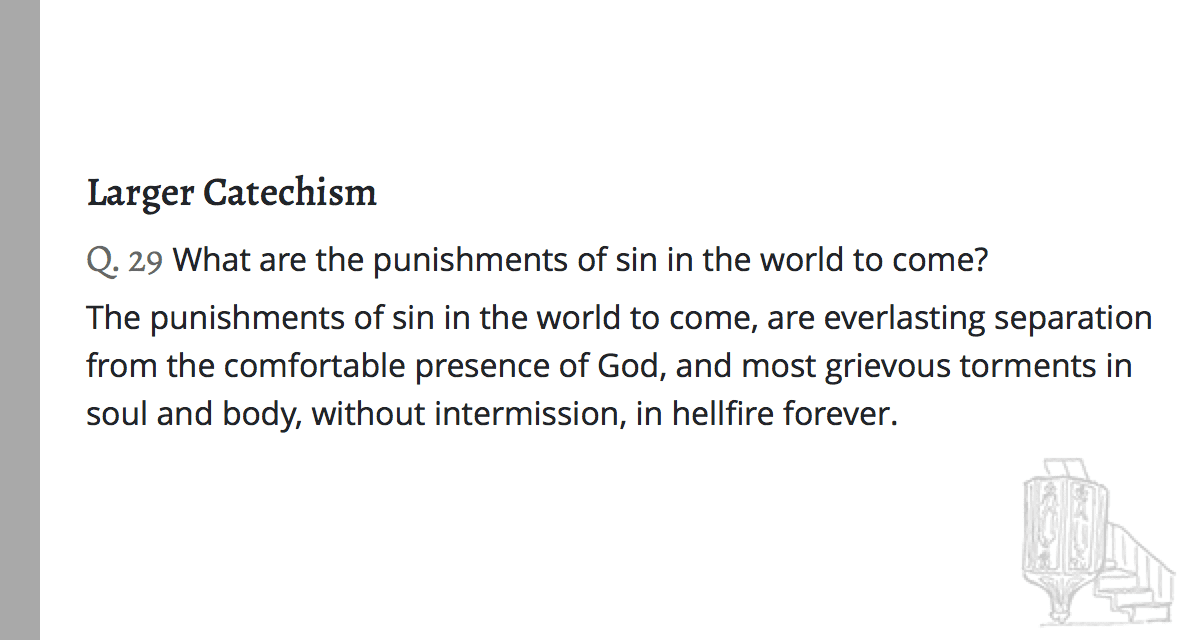 Larger Catechism
Q. 29 What are the punishments of sin in the world to come?
The punishments of sin in the world to come, are everlasting separation
from the comfortable presence of God, and most grievous torments in
soul and body, without intermission, in hellfire forever.